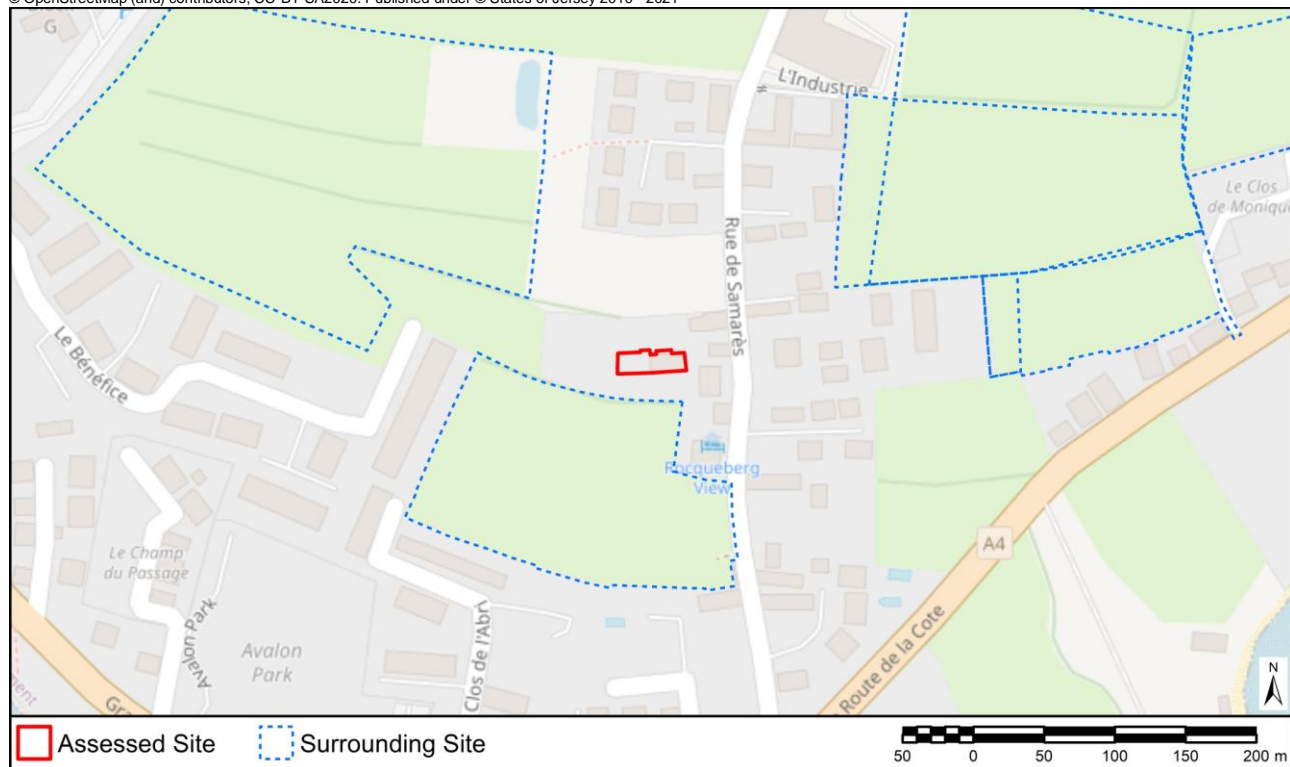 G
L'Industrie
Le Clos
de Monique
Rue de Samarès
Le Bénéfice
Rocqueberg
View
A4
Le Champ
du Passage
Avalon Park
Avalon
Park
Clos de l'Abri
Route de la Cote
N
Assessed Site
Surrounding Site
50 0 50 100 150 200 m